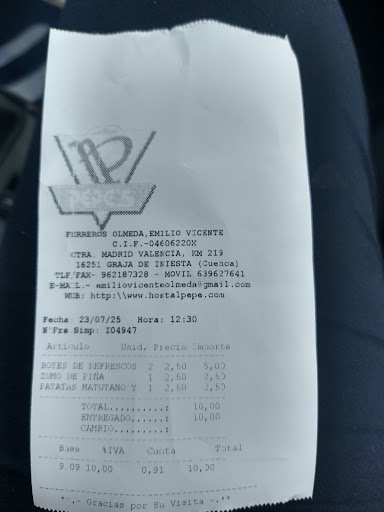 FERREROS OLMEDA,EMILIO VICENTE
C.I.F.-04606220X
CTRA. MADRID VALENCIA, KM 219
16251 GRAJA DE INIESTA (Cuenca)
TLF/FAX- 962187328 - MOVIL 639627641
E-MAIL.- emiliovicenteolmeda@gmail.com
WEB: http:\\www.hostalpepe.com
Fecha: 23/07/25 Hora: 12:30
NºFra Simp: I04947
Articulo Unid. Precio Importe
BOTES DE REFRESCOS 2 2,50 5,00
ZUMO DE PIÑA 1 2,50 2,50
PATATAS MATUTANO Y 1 2,50 2,50
TOTAL..........: 10,00
ENTREGADO......: 10,00
CAMBIO.........:
Base %IVA Cuota Total
9.09 10,00 0,91 10,00
Gracias por Su Visita